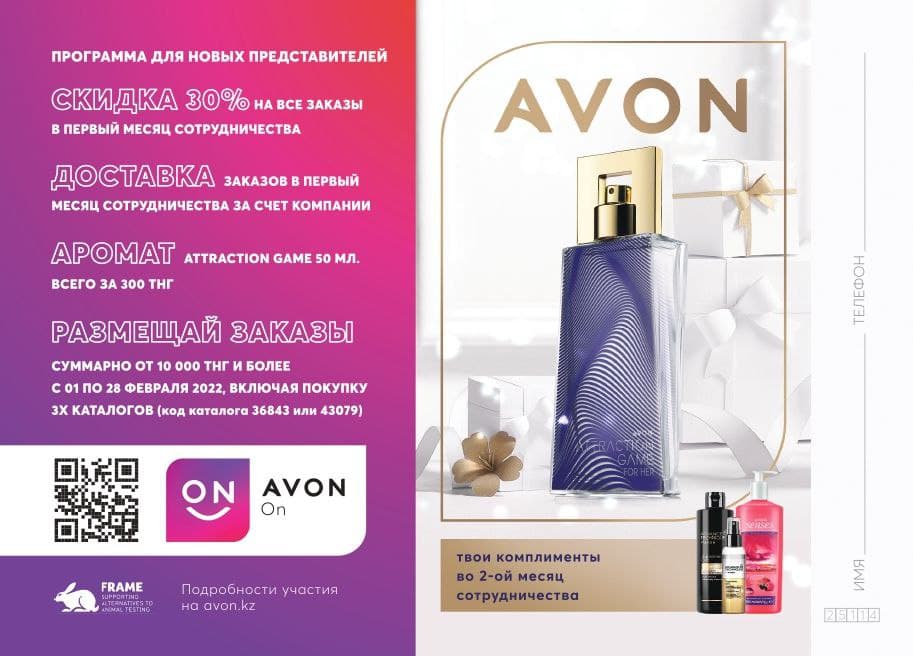 ПРОГРАММА ДЛЯ НОВЫХ ПРЕДСТАВИТЕЛЕЙ
СКИДКА 30% НА ВСЕ ЗАКАЗЫ
В ПЕРВЫЙ МЕСЯЦ СОТРУДНИЧЕСТВА
ДОСТАВКА ЗАКАЗОВ В ПЕРВЫЙ
МЕСЯЦ СОТРУДНИЧЕСТВА ЗА СЧЕТ КОМПАНИИ
АРОМАТ ATTRACTION GAME 50 МЛ.
ВСЕГО ЗА 300 ТНГ
РАЗМЕЩАЙ ЗАКАЗЫ
СУММАРНО ОТ 10 000 ТНГ И БОЛЕЕ
С 01 ПО 28 ФЕВРАЛЯ 2022, ВКЛЮЧАЯ ПОКУПКУ
3Х КАТАЛОГОВ (код каталога 36843 или 43079)
ON
AVON
On
FRAME
SUPPORTING
ALTERNATIVES TO
ANIMAL TESTING
Подробности участия
на avon.kz
AVON
ATTRACTION
GAME
FOR HER
senses
твои комплименты
во 2-ой месяц
сотрудничества
ТЕЛЕФОН
ИМЯ
25114